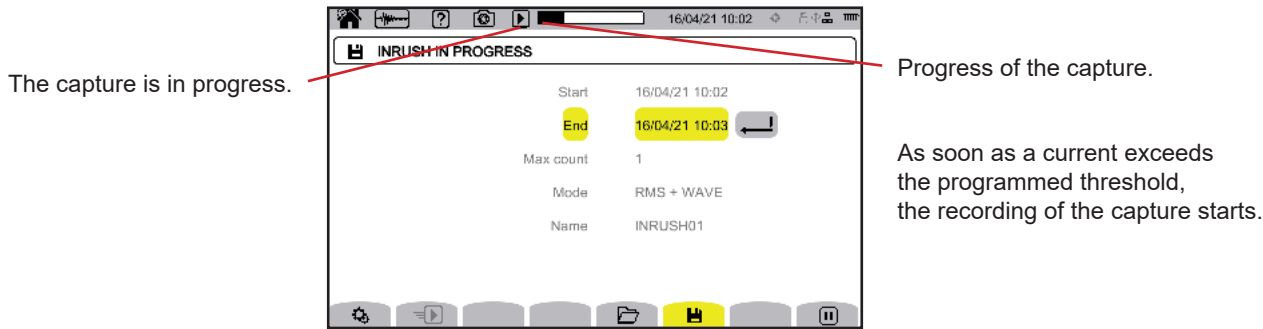 16/04/21 10:02
INRUSH IN PROGRESS
The capture is in progress.
Progress of the capture.
Start 16/04/21 10:02
End 16/04/21 10:03
Max count 1
Mode RMS + WAVE
Name INRUSH01
As soon as a current exceeds
the programmed threshold,
the recording of the capture starts.